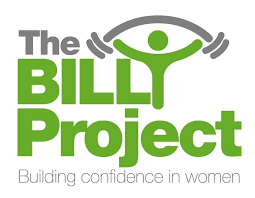 The
BILLY
Project
Building confidence in women